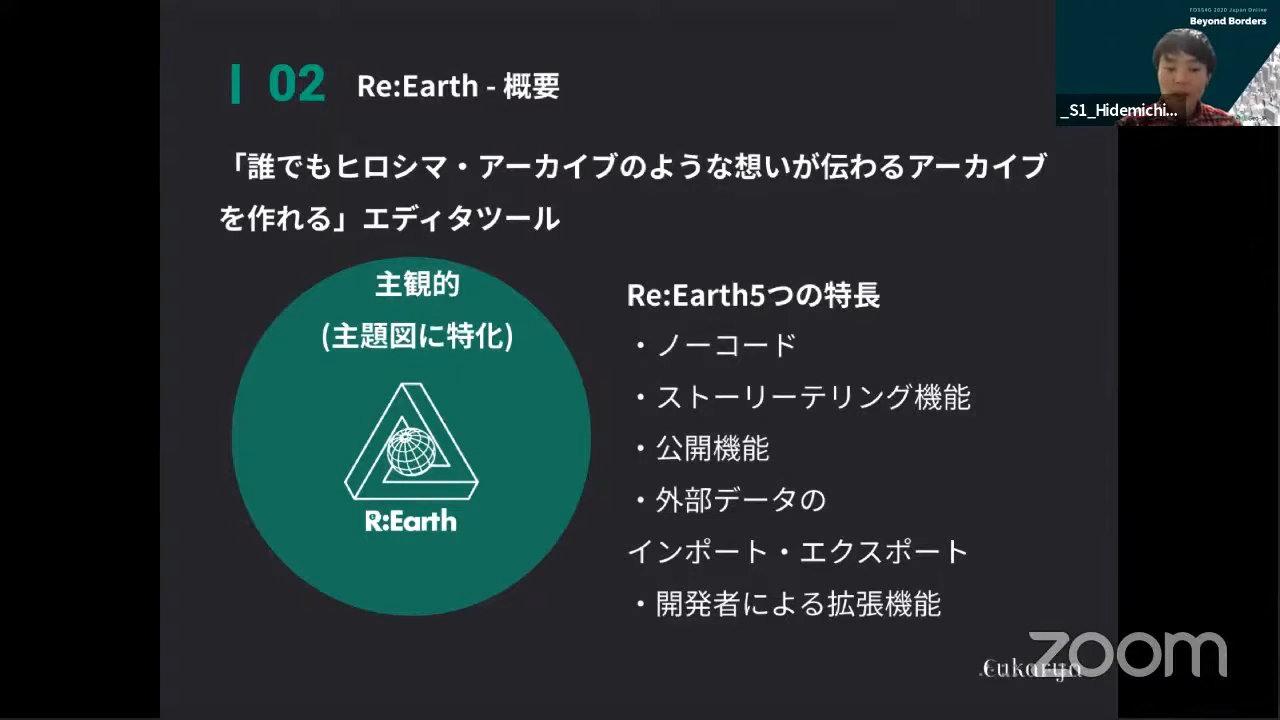 FOSS4G 2020 Japan Online
Beyond Borders
_S1_Hidemichi...
02 Re:Earth - 概要
「誰でもヒロシマ・アーカイブのような想いが伝わるアーカイブ
を作れる」エディタツール
主観的
(主題図に特化)
Re:Earth
Re:Earth5つの特長
・ノーコード
・ストーリーテリング機能
・公開機能
・外部データの
インポート・エクスポート
・開発者による拡張機能
Eukarya
zoom